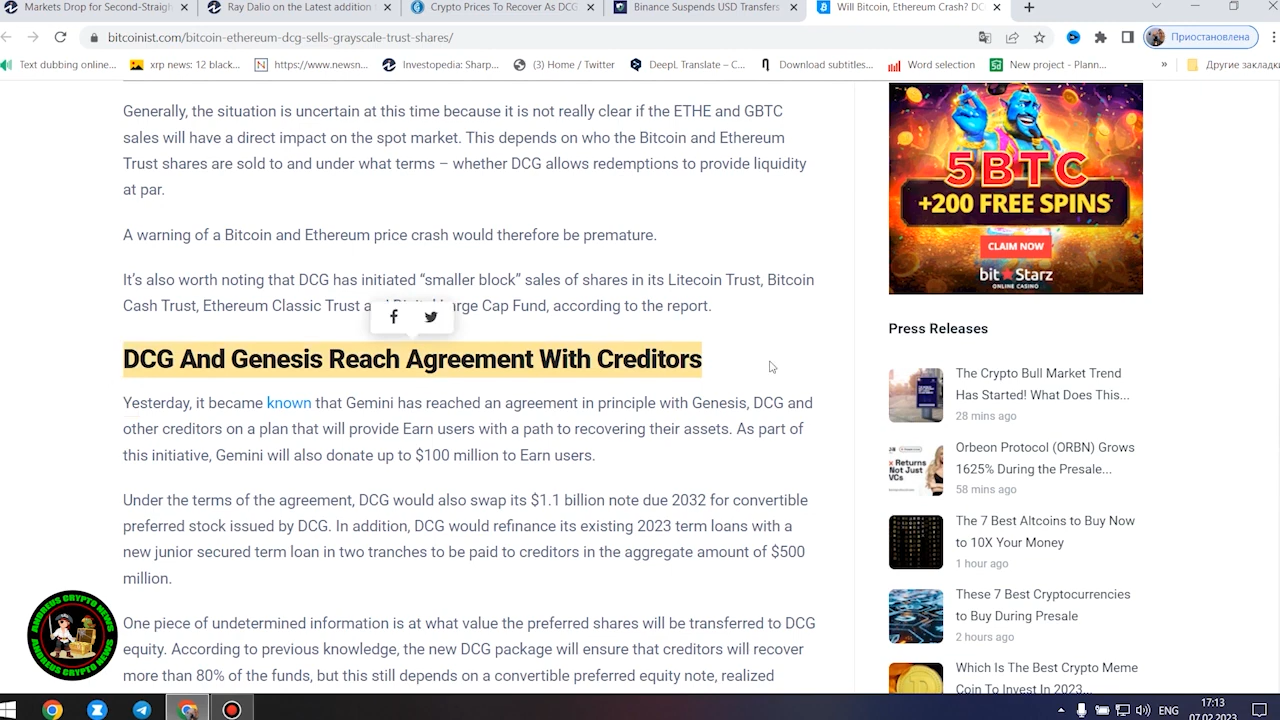 Markets Drop for Second-Straigh
Ray Dalio on the Latest addition
Crypto Prices To Recover As DCG
Binance Suspends USD Transfers
Will Bitcoin, Ethereum Crash? DC
bitcoinist.com/bitcoin-ethereum-dcg-sells-grayscale-trust-shares/
Приостановлена
Text dubbing online...
xrp news: 12 black...
https://www.newsn...
Investopedia: Sharp...
(3) Home / Twitter
DeepL Translate – C...
Download subtitles...
Word selection
New project - Plann...
»
Другие закладки
Generally, the situation is uncertain at this time because it is not really clear if the ETHE and GBTC
sales will have a direct impact on the spot market. This depends on who the Bitcoin and Ethereum
Trust shares are sold to and under what terms – whether DCG allows redemptions to provide liquidity
at par.
A warning of a Bitcoin and Ethereum price crash would therefore be premature.
It's also worth noting that DCG has initiated “smaller block” sales of shares in its Litecoin Trust, Bitcoin
Cash Trust, Ethereum Classic Trust a Large Cap Fund, according to the report.
DCG And Genesis Reach Agreement With Creditors
Yesterday, it became known that Gemini has reached an agreement in principle with Genesis, DCG and
other creditors on a plan that will provide Earn users with a path to recovering their assets. As part of
this initiative, Gemini will also donate up to $100 million to Earn users.
Under the terms of the agreement, DCG would also swap its $1.1 billion note due 2032 for convertible
preferred stock issued by DCG. In addition, DCG would refinance its existing 2023 term loans with a
new junior secured term loan in two tranches to be paid to creditors in the aggregate amount of $500
million.
One piece of undetermined information is at what value the preferred shares will be transferred to DCG
equity. According to previous knowledge, the new DCG package will ensure that creditors will recover
more than 80% of the funds, but this still depends on a convertible preferred equity note, realized
5BTC
+200 FREE SPINS
CLAIM NOW
bitStarz
ONLINE CASINO
Press Releases
The Crypto Bull Market Trend
Has Started! What Does This...
28 mins ago
Orbeon Protocol (ORBN) Grows
1625% During the Presale...
58 mins ago
x Returns
Not Just
VCs
The 7 Best Altcoins to Buy Now
to 10X Your Money
1 hour ago
These 7 Best Cryptocurrencies
to Buy During Presale
2 hours ago
Which Is The Best Crypto Meme
Coin To Invest In 2023...
ANDREUS CRYPTO NEWS
ANDREUS CRYPTO NEWS
ENG
17:13
07.02.2023